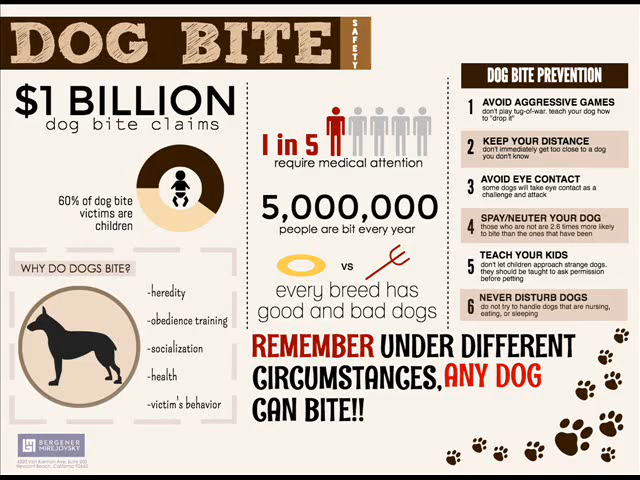 DOG BITE
SAFETY
$1 BILLION
dog bite claims
60% of dog bite
victims are
children
WHY DO DOGS BITE?
-heredity
-obedience training
-socialization
-health
-victim's behavior
1 in 5
require medical attention
5,000,000
people are bit every year
VS
every breed has
good and bad dogs
DOG BITE PREVENTION
1 AVOID AGGRESSIVE GAMES
don't play tug-of-war. teach your dog how
to "drop it"
2 KEEP YOUR DISTANCE
don't immediately get too close to a dog
you don't know
3 AVOID EYE CONTACT
some dogs will take eye contact as a
challenge and attack
4 SPAY/NEUTER YOUR DOG
those who are not are 2.6 times more likely
to bite than the ones that have been
5 TEACH YOUR KIDS
don't let children approach strange dogs.
they should be taught to ask permission
before petting
6 NEVER DISTURB DOGS
do not try to handle dogs that are nursing,
eating, or sleeping
REMEMBER UNDER DIFFERENT
CIRCUMSTANCES, ANY DOG
CAN BITE!!
BERGENER
MIREJOVSKY
Newport Beach, California